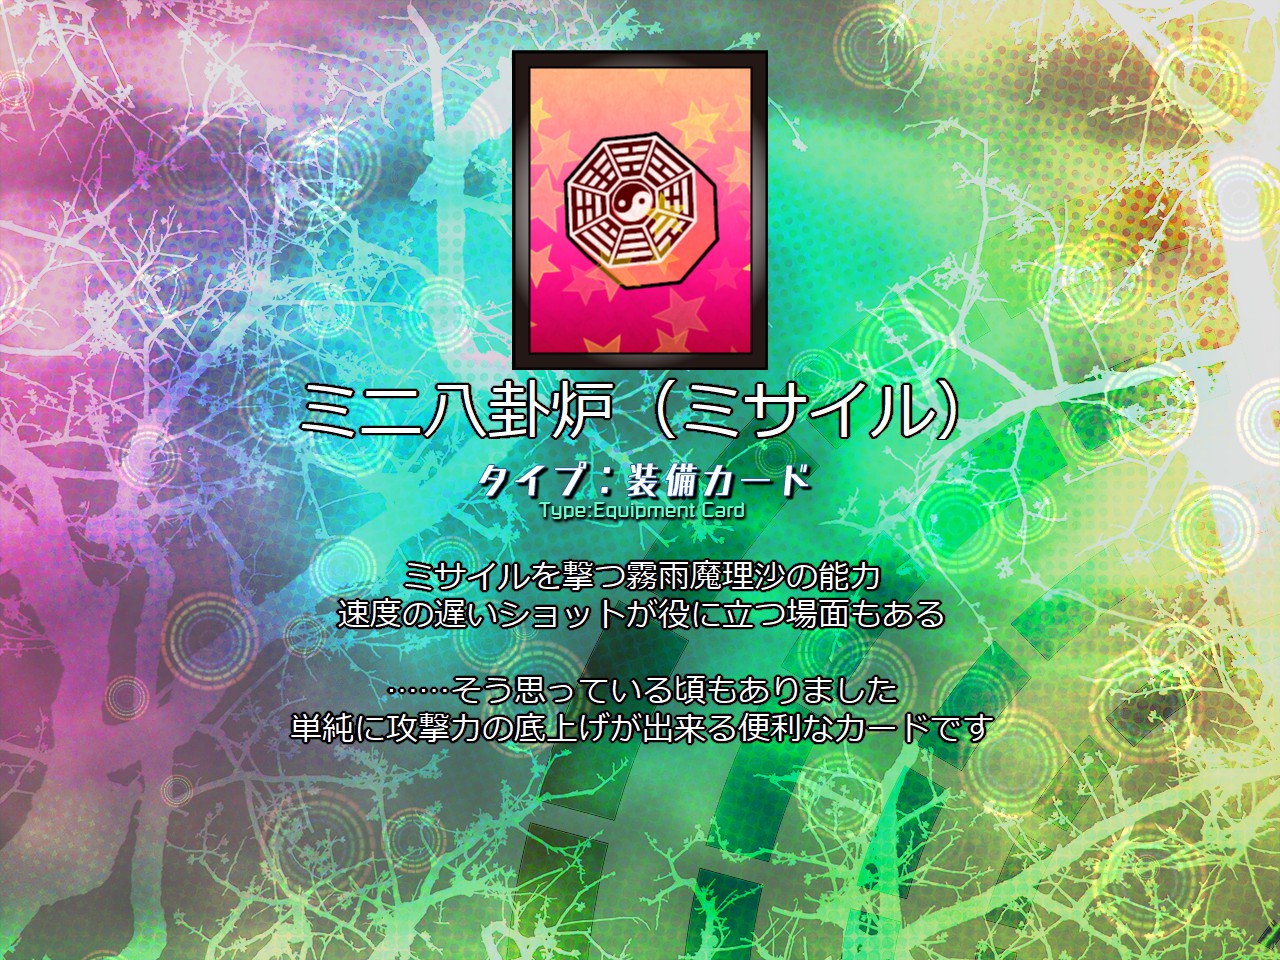 ミニ八卦炉（ミサイル）
タイプ：装備カード
Type:Equipment Card
ミサイルを撃つ霧雨魔理沙の能力
速度の遅いショットが役に立つ場面もある
……そう思っている頃もありました
単純に攻撃力の底上げが出来る便利なカードです